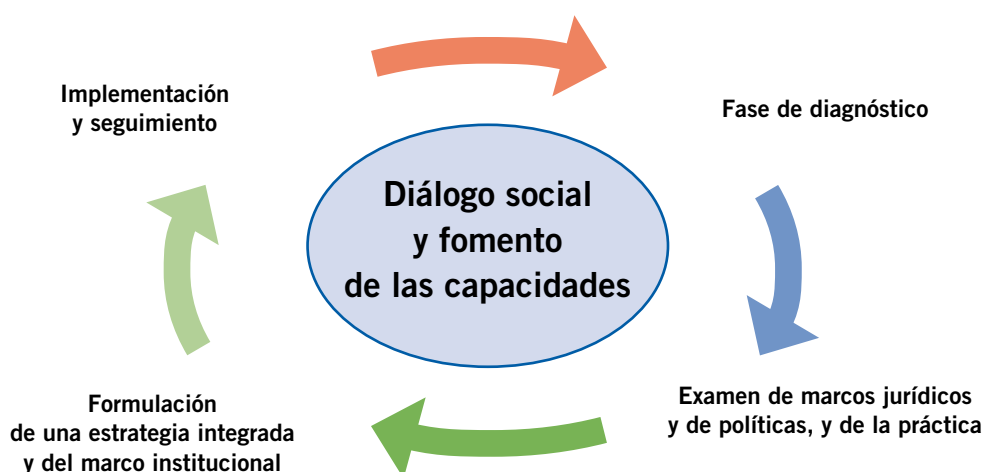 Implementación
y seguimiento
Fase de diagnóstico
Diálogo social
y fomento
de las capacidades
Examen de marcos jurídicos
y de políticas, y de la práctica
Formulación
de una estrategia integrada
y del marco institucional